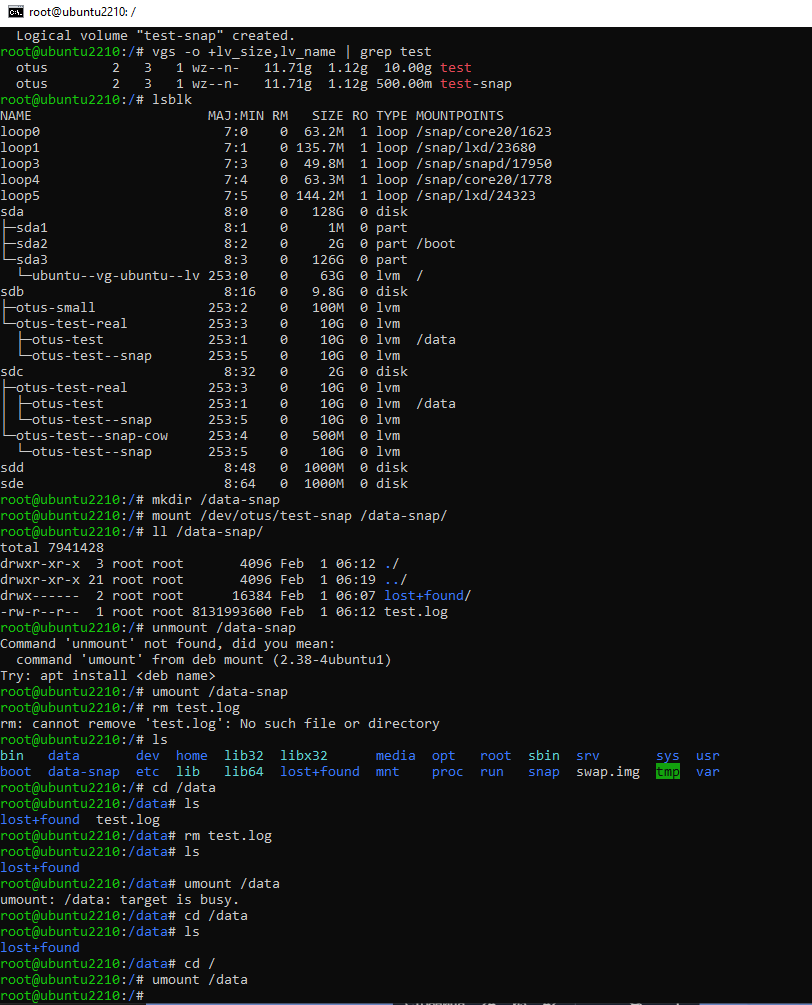 root@ubuntu2210: /
  Logical volume "test-snap" created.
root@ubuntu2210:/# vgs -o +lv_size,lv_name | grep test
  otus        2   3   1 wz--n-   11.71g  1.12g  10.00g test
  otus        2   3   1 wz--n-   11.71g  1.12g 500.00m test-snap
root@ubuntu2210:/# lsblk
NAME                      MAJ:MIN RM   SIZE RO TYPE MOUNTPOINTS
loop0                       7:0    0  63.2M  1 loop /snap/core20/1623
loop1                       7:1    0 135.7M  1 loop /snap/lxd/23680
loop3                       7:3    0  49.8M  1 loop /snap/snapd/17950
loop4                       7:4    0  63.3M  1 loop /snap/core20/1778
loop5                       7:5    0 144.2M  1 loop /snap/lxd/24323
sda                         8:0    0   128G  0 disk
├─sda1                      8:1    0     1M  0 part
├─sda2                      8:2    0     2G  0 part /boot
└─sda3                      8:3    0   126G  0 part
  └─ubuntu--vg-ubuntu--lv 253:0    0    63G  0 lvm  /
sdb                         8:16   0   9.8G  0 disk
├─otus-small              253:2    0   100M  0 lvm
└─otus-test-real          253:3    0    10G  0 lvm
  ├─otus-test             253:1    0    10G  0 lvm  /data
  └─otus-test--snap       253:5    0    10G  0 lvm
sdc                         8:32   0     2G  0 disk
├─otus-test-real          253:3    0    10G  0 lvm
│ ├─otus-test             253:1    0    10G  0 lvm  /data
│ └─otus-test--snap       253:5    0    10G  0 lvm
└─otus-test--snap-cow     253:4    0   500M  0 lvm
  └─otus-test--snap       253:5    0    10G  0 lvm
sdd                         8:48   0  1000M  0 disk
sde                         8:64   0  1000M  0 disk
root@ubuntu2210:/# mkdir /data-snap
root@ubuntu2210:/# mount /dev/otus/test-snap /data-snap/
root@ubuntu2210:/# ll /data-snap/
total 7941428
drwxr-xr-x  3 root root       4096 Feb  1 06:12 ./
drwxr-xr-x 21 root root       4096 Feb  1 06:19 ../
drwx------  2 root root      16384 Feb  1 06:07 lost+found/
-rw-r--r--  1 root root 8131993600 Feb  1 06:12 test.log
root@ubuntu2210:/# unmount /data-snap
Command 'unmount' not found, did you mean:
  command 'umount' from deb mount (2.38-4ubuntu1)
Try: apt install <deb name>
root@ubuntu2210:/# umount /data-snap
root@ubuntu2210:/# rm test.log
rm: cannot remove 'test.log': No such file or directory
root@ubuntu2210:/# ls
bin   data       dev  home  lib32  libx32      media  opt   root  sbin  srv       sys  usr
boot  data-snap  etc  lib   lib64  lost+found  mnt    proc  run   snap  swap.img  tmp  var
root@ubuntu2210:/# cd /data
root@ubuntu2210:/data# ls
lost+found  test.log
root@ubuntu2210:/data# rm test.log
root@ubuntu2210:/data# ls
lost+found
root@ubuntu2210:/data# umount /data
umount: /data: target is busy.
root@ubuntu2210:/data# cd /data
root@ubuntu2210:/data# ls
lost+found
root@ubuntu2210:/data# cd /
root@ubuntu2210:/# umount /data
root@ubuntu2210:/#